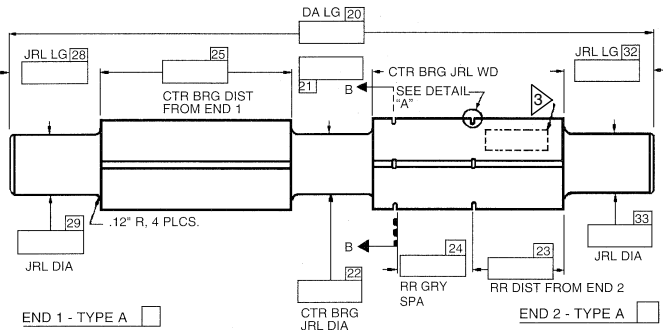 DA LG 20
JRL LG 28
25
CTR BRG JRL WD
JRL LG 32
21
CTR BRG DIST
FROM END 1
B
SEE DETAIL
"A"
3
.12" R, 4 PLCS.
29
JRL DIA
B
24
23
33
JRL DIA
22
CTR BRG
JRL DIA
RR GRY
SPA
RR DIST FROM END 2
END 1 - TYPE A
END 2 - TYPE A